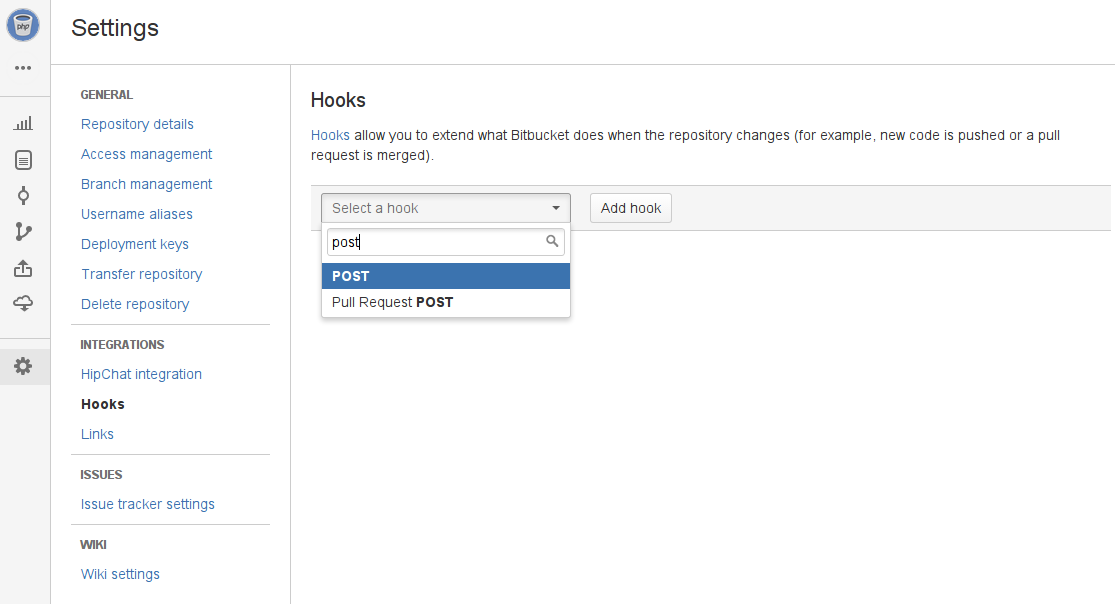 php
Settings
GENERAL
Repository details
Access management
Branch management
Username aliases
Deployment keys
Transfer repository
Delete repository
INTEGRATIONS
HipChat integration
Hooks
Links
ISSUES
Issue tracker settings
WIKI
Wiki settings
Hooks
Hooks allow you to extend what Bitbucket does when the repository changes (for example, new code is pushed or a pull
request is merged).
Select a hook
Add hook
post
POST
Pull Request POST